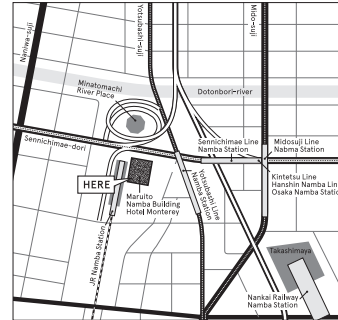 Naniwa-suji
Yotsubashi-suji
Mido-suji
Minatomachi
River Place
Dotonbori-river
Sennichimae-dori
Sennichimae Line
Namba Station
Midosuji Line
Nabma Station
HERE
Maruito
Namba Building
Hotel Monterey
Yotsubashi Line
Namba Station
Kintetsu Line
Hanshin Namba Line
Osaka Namba Station
JR Namba Station
Takashimaya
Nankai Railway
Namba Station